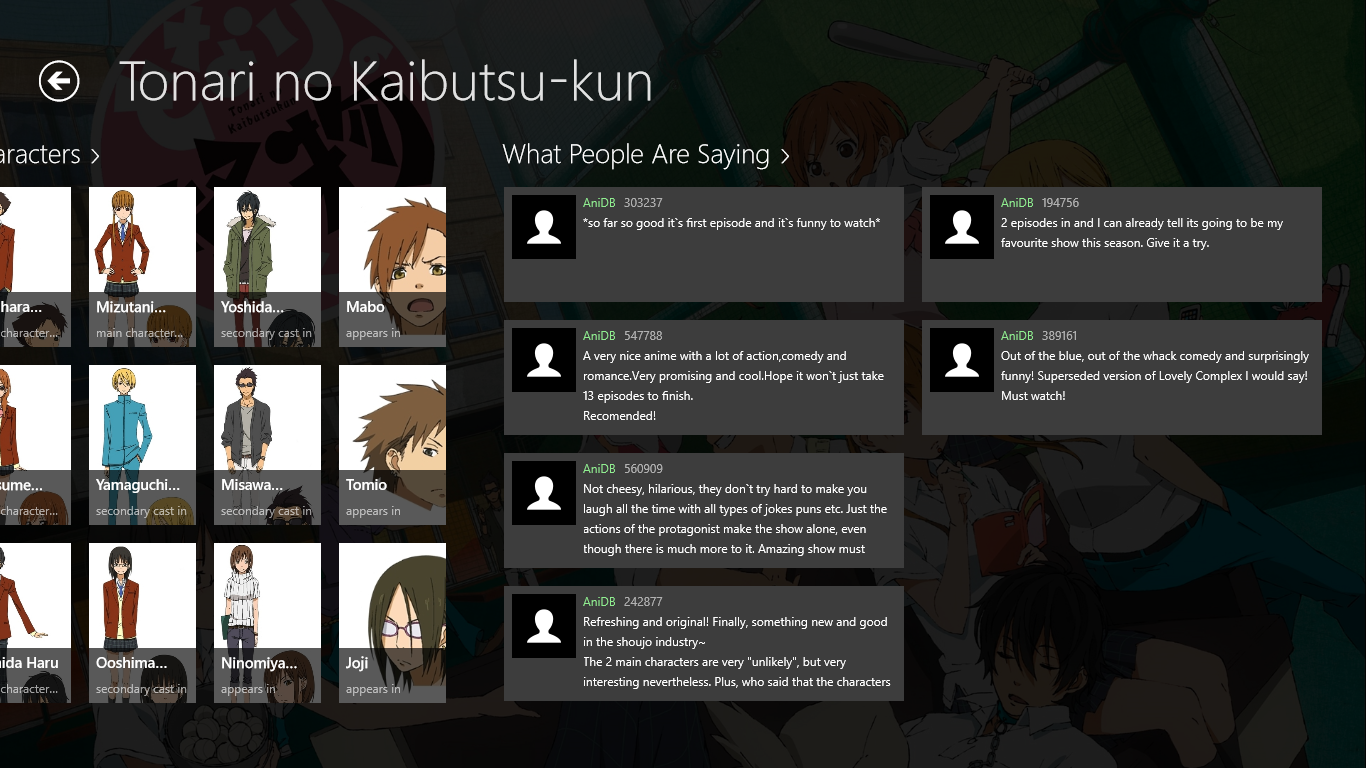 Tonari no Kaibutsu-kun
aracters >
hara...
character...
Mizutani...
main character...
Yoshida...
secondary cast in
Mabo
appears in
sume...
character...
Yamaguchi...
secondary cast in
Misawa...
secondary cast in
Tomio
appears in
ida Haru
character...
Ooshima...
secondary cast in
Ninomiya...
appears in
Joji
appears in
What People Are Saying >
AniDB 303237
*so far so good it`s first episode and it`s funny to watch*
AniDB 547788
A very nice anime with a lot of action,comedy and
romance.Very promising and cool.Hope it won`t just take
13 episodes to finish.
Recomended!
AniDB 560909
Not cheesy, hilarious, they don`t try hard to make you
laugh all the time with all types of jokes puns etc. Just the
actions of the protagonist make the show alone, even
though there is much more to it. Amazing show must
AniDB 242877
Refreshing and original! Finally, something new and good
in the shoujo industry~
The 2 main characters are very "unlikely", but very
interesting nevertheless. Plus, who said that the characters
AniDB 194756
2 episodes in and I can already tell its going to be my
favourite show this season. Give it a try.
AniDB 389161
Out of the blue, out of the whack comedy and surprisingly
funny! Superseded version of Lovely Complex I would say!
Must watch!